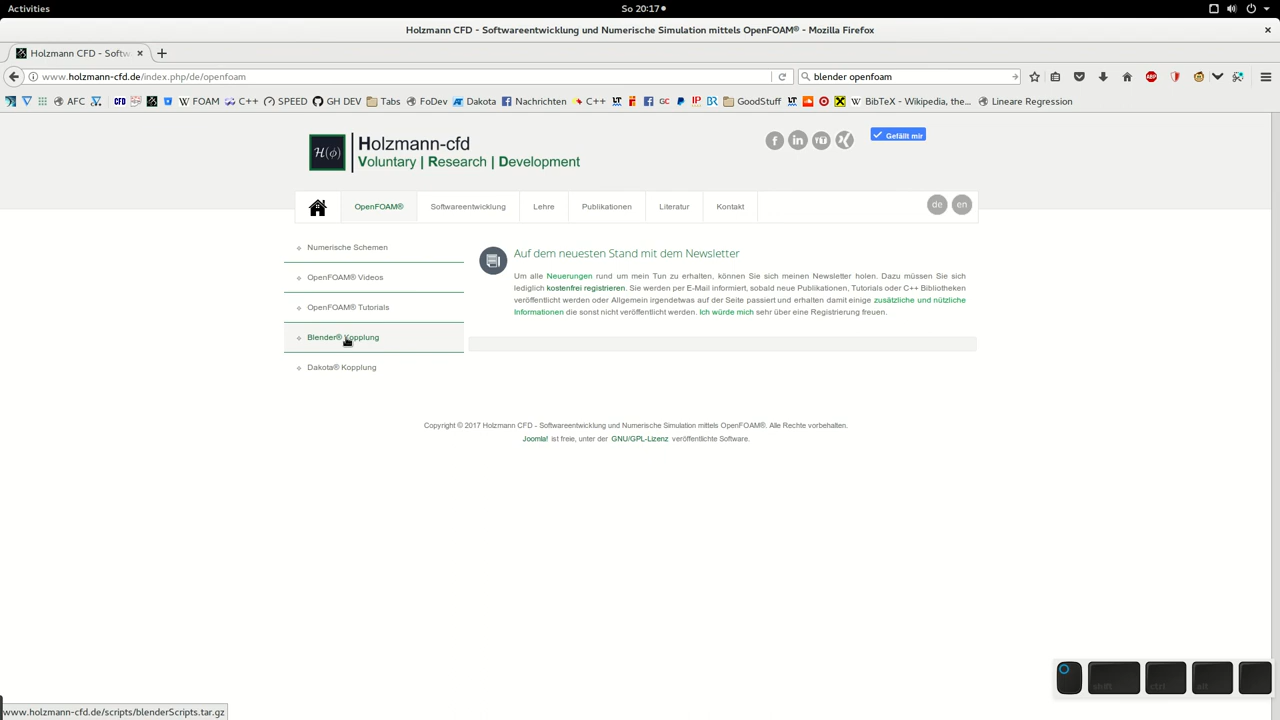 Activities
So 20:17
Holzmann CFD - Softwareentwicklung und Numerische Simulation mittels OpenFOAM® - Mozilla Firefox
Holzmann CFD - Softw
www.holzmann-cfd.de/index.php/de/openfoam
blender openfoam
AFC
CFD
FOAM
C++
SPEED
GH DEV
Tabs
FoDev
Dakota
Nachrichten
C++
GoodStuff
BibTeX - Wikipedia, the...
Lineare Regression
H(ϕ)
Holzmann-cfd
Voluntary | Research | Development
Gefällt mir
OpenFOAM®
Softwareentwicklung
Lehre
Publikationen
Literatur
Kontakt
de
en
Numerische Schemen
OpenFOAM® Videos
OpenFOAM® Tutorials
Blender® Kopplung
Dakota® Kopplung
Auf dem neuesten Stand mit dem Newsletter
Um alle Neuerungen rund um mein Tun zu erhalten, können Sie sich meinen Newsletter holen. Dazu müssen Sie sich
lediglich kostenfrei registrieren. Sie werden per E-Mail informiert, sobald neue Publikationen, Tutorials oder C++ Bibliotheken
veröffentlicht werden oder Allgemein irgendetwas auf der Seite passiert und erhalten damit einige zusätzliche und nützliche
Informationen die sonst nicht veröffentlicht werden. Ich würde mich sehr über eine Registrierung freuen.
Copyright © 2017 Holzmann CFD - Softwareentwicklung und Numerische Simulation mittels OpenFOAM®. Alle Rechte vorbehalten.
Joomla! ist freie, unter der GNU/GPL-Lizenz veröffentlichte Software.
shift
ctrl
alt
www.holzmann-cfd.de/scripts/blenderScripts.tar.gz